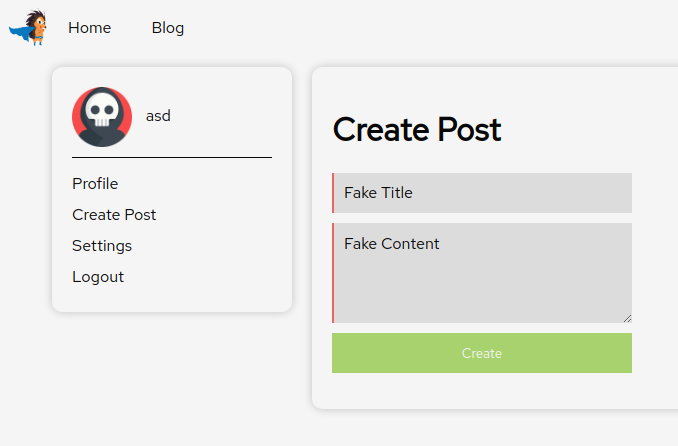 Home Blog
asd
Profile
Create Post
Settings
Logout
Create Post
Fake Title
Fake Content
Create